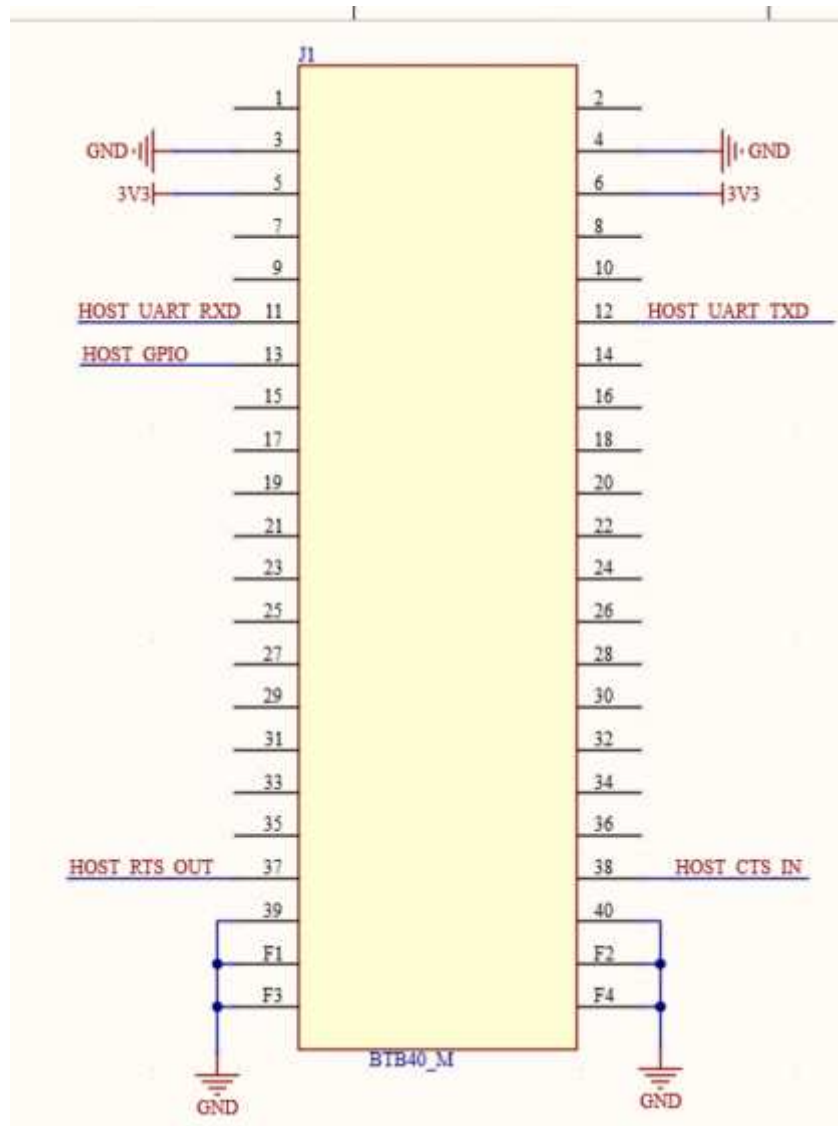 J1
1 2
GND 3 4 GND
3V3 5 6 3V3
7 8
9 10
HOST UART RXD 11 12 HOST UART TXD
HOST GPIO 13 14
15 16
17 18
19 20
21 22
23 24
25 26
27 28
29 30
31 32
33 34
35 36
HOST RTS OUT 37 38 HOST CTS IN
39 40
F1 F2
F3 F4
BTB40_M
GND GND